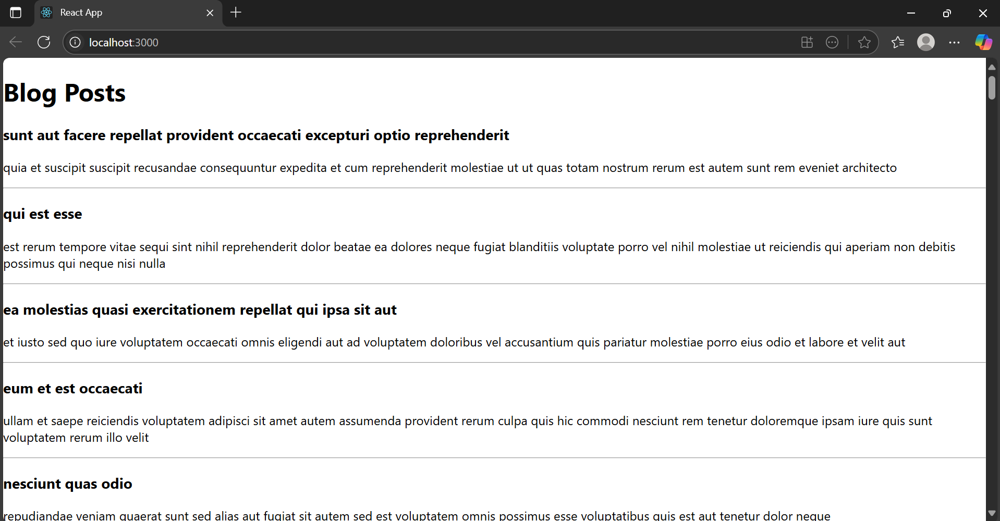 React App
localhost:3000
Blog Posts
sunt aut facere repellat provident occaecati excepturi optio reprehenderit
quia et suscipit suscipit recusandae consequuntur expedita et cum reprehenderit molestiae ut ut quas totam nostrum rerum est autem sunt rem eveniet architecto
qui est esse
est rerum tempore vitae sequi sint nihil reprehenderit dolor beatae ea dolores neque fugiat blanditiis voluptate porro vel nihil molestiae ut reiciendis qui aperiam non debitis
possimus qui neque nisi nulla
ea molestias quasi exercitationem repellat qui ipsa sit aut
et iusto sed quo iure voluptatem occaecati omnis eligendi aut ad voluptatem doloribus vel accusantium quis pariatur molestiae porro eius odio et labore et velit aut
eum et est occaecati
ullam et saepe reiciendis voluptatem adipisci sit amet autem assumenda provident rerum culpa quis hic commodi nesciunt rem tenetur doloremque ipsam iure quis sunt
voluptatem rerum illo velit
nesciunt quas odio
repudiandae veniam quaerat sunt sed alias aut fugiat sit autem sed est voluptatem omnis possimus esse voluptatibus quis est aut tenetur dolor neque